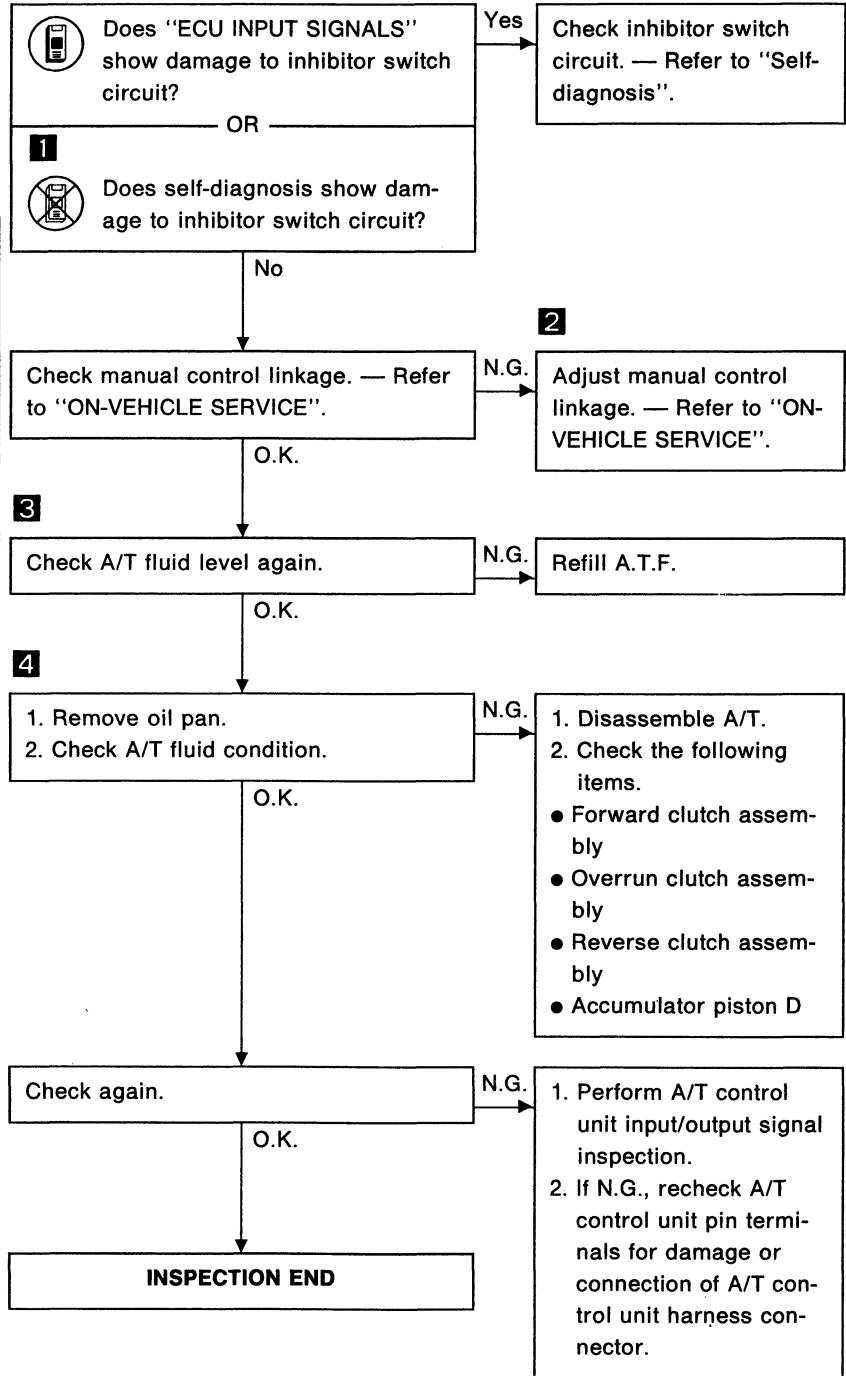 Does "ECU INPUT SIGNALS"
show damage to inhibitor switch
circuit?
Yes
Check inhibitor switch
circuit. — Refer to "Self-
diagnosis".
OR
1
Does self-diagnosis show dam-
age to inhibitor switch circuit?
No
Check manual control linkage. — Refer
to "ON-VEHICLE SERVICE".
N.G.
2
Adjust manual control
linkage. — Refer to "ON-
VEHICLE SERVICE".
O.K.
3
Check A/T fluid level again.
N.G.
Refill A.T.F.
O.K.
4
1. Remove oil pan.
2. Check A/T fluid condition.
N.G.
1. Disassemble A/T.
2. Check the following
items.
● Forward clutch assem-
bly
● Overrun clutch assem-
bly
● Reverse clutch assem-
bly
● Accumulator piston D
O.K.
Check again.
N.G.
1. Perform A/T control
unit input/output signal
inspection.
2. If N.G., recheck A/T
control unit pin termi-
nals for damage or
connection of A/T con-
trol unit harness con-
nector.
O.K.
INSPECTION END